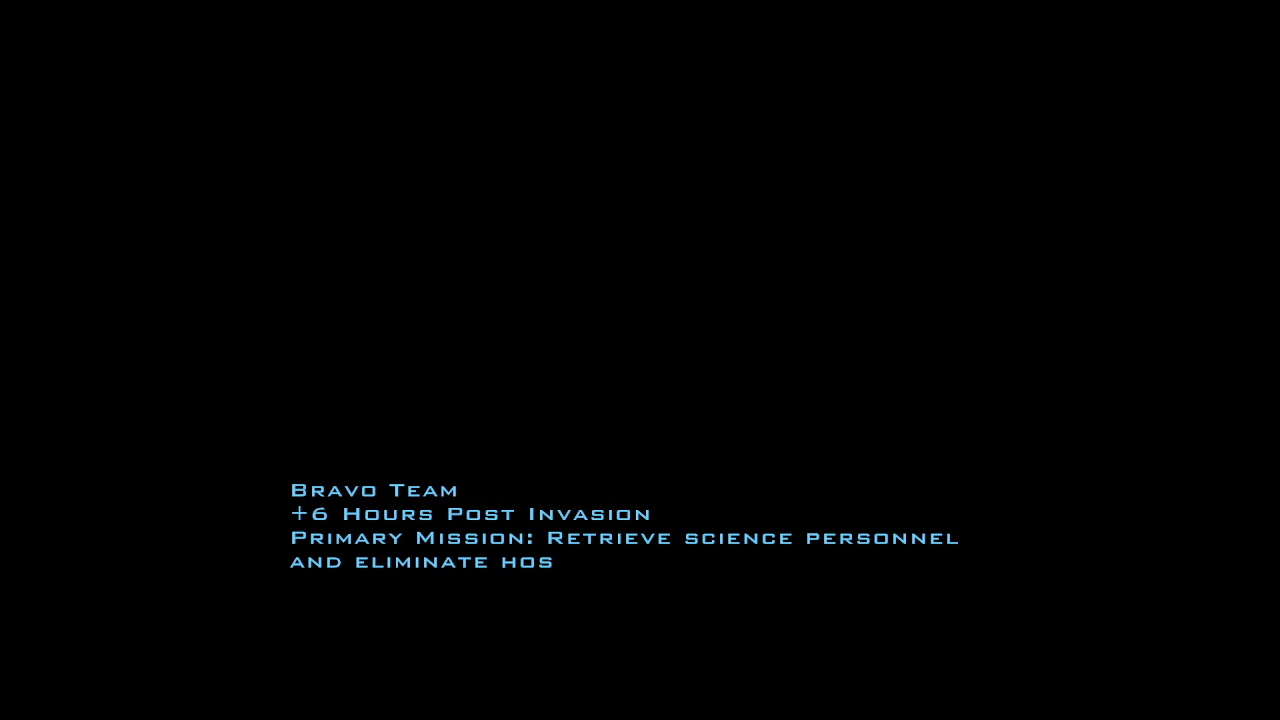 Bravo Team
+6 Hours Post Invasion
Primary Mission: Retrieve science personnel
and eliminate hos